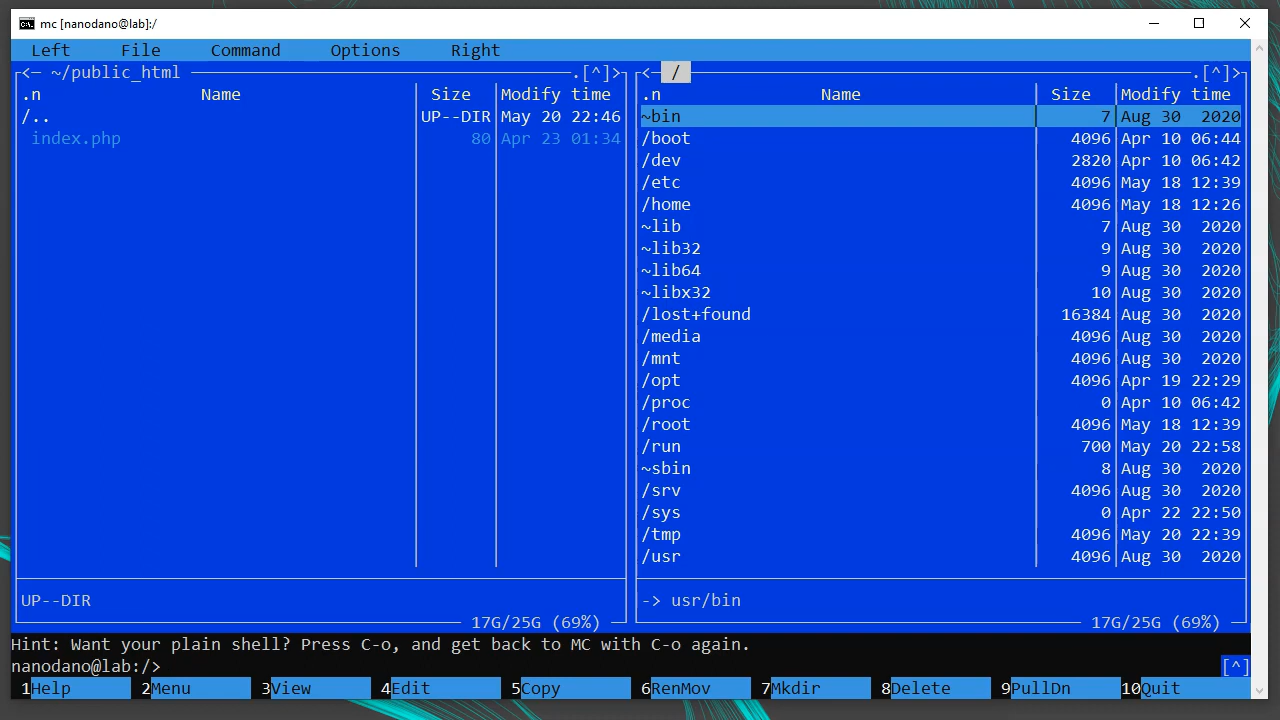 mc [nanodano@lab]:/
Left File Command Options Right
<─ ~/public_html .[^]>
.n Name Size Modify time
/.. UP--DIR May 20 22:46
index.php 80 Apr 23 01:34
UP--DIR
17G/25G (69%)
<─ / .[^]>
.n Name Size Modify time
~bin 7 Aug 30 2020
/boot 4096 Apr 10 06:44
/dev 2820 Apr 10 06:42
/etc 4096 May 18 12:39
/home 4096 May 18 12:26
~lib 7 Aug 30 2020
~lib32 9 Aug 30 2020
~lib64 9 Aug 30 2020
~libx32 10 Aug 30 2020
/lost+found 16384 Aug 30 2020
/media 4096 Aug 30 2020
/mnt 4096 Aug 30 2020
/opt 4096 Apr 19 22:29
/proc 0 Apr 10 06:42
/root 4096 May 18 12:39
/run 700 May 20 22:58
~sbin 8 Aug 30 2020
/srv 4096 Aug 30 2020
/sys 0 Apr 22 22:50
/tmp 4096 May 20 22:39
/usr 4096 Aug 30 2020
-> usr/bin
17G/25G (69%)
Hint: Want your plain shell? Press C-o, and get back to MC with C-o again.
nanodano@lab:/> [^]
1Help 2Menu 3View 4Edit 5Copy 6RenMov 7Mkdir 8Delete 9PullDn 10Quit